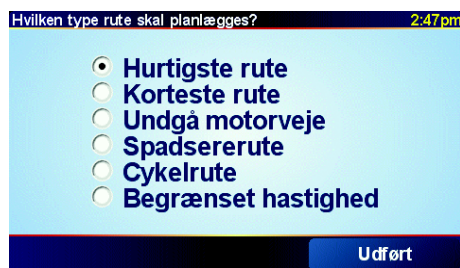 Hvilken type rute skal planlægges? 2:47pm
Hurtigste rute
Korteste rute
Undgå motorveje
Spadsererute
Cykelrute
Begrænset hastighed
Udført